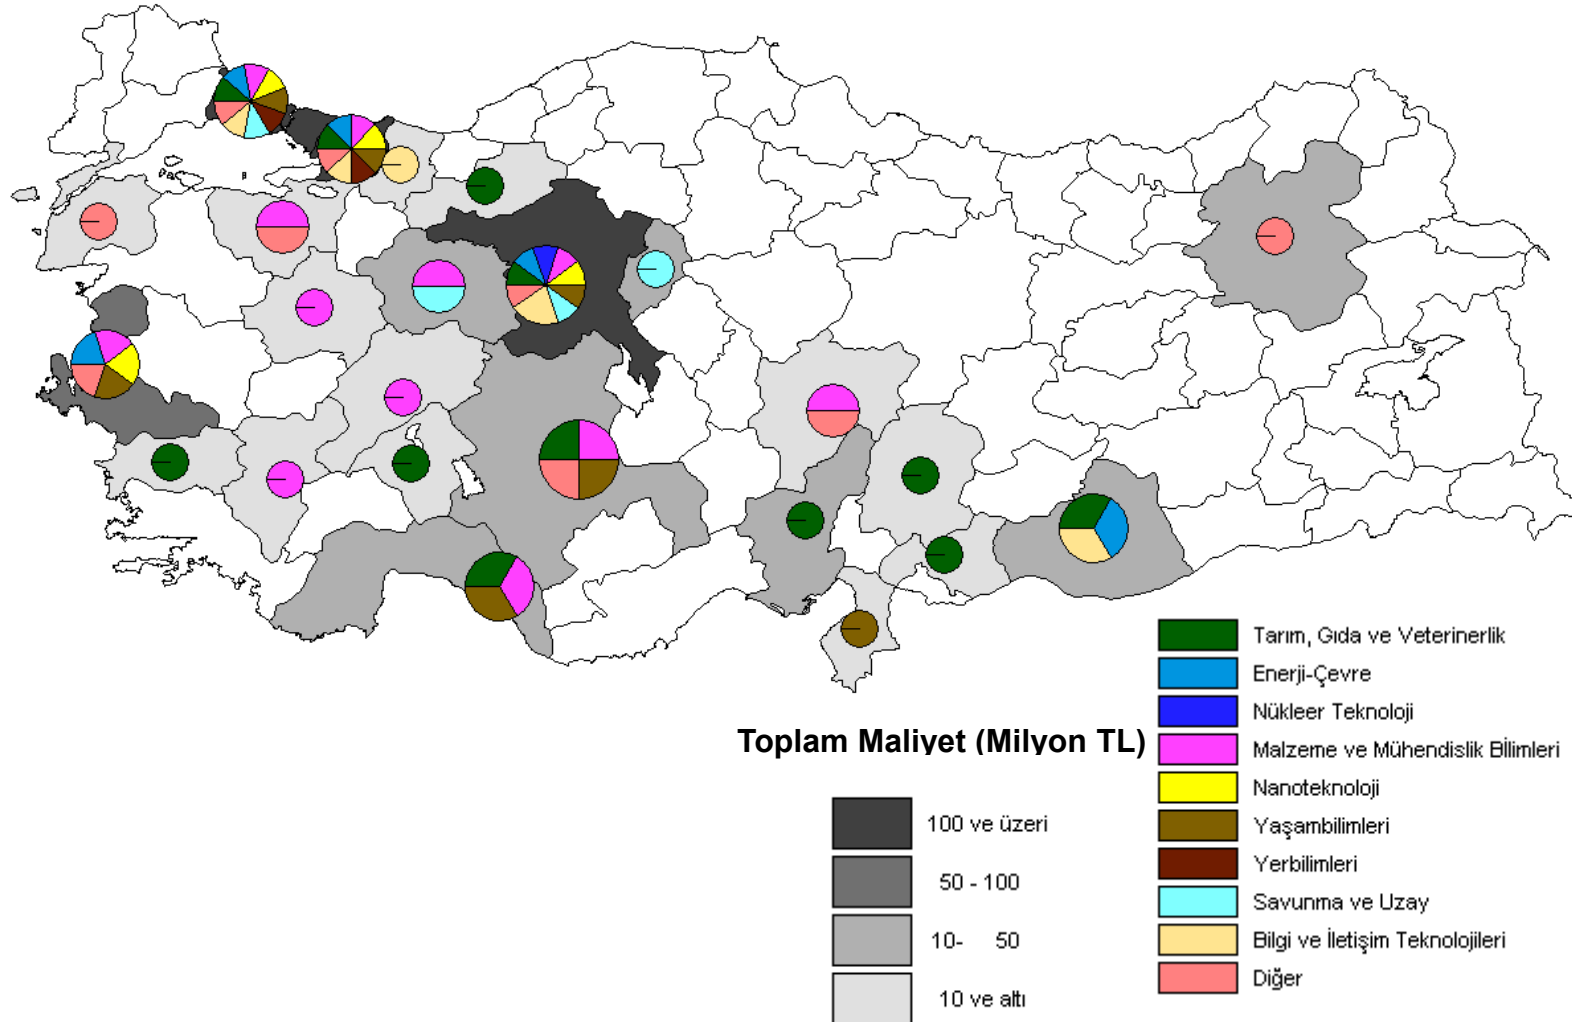 Tarım, Gıda ve Veterinerlik
Enerji-Çevre
Nükleer Teknoloji
Toplam Maliyet (Milyon TL)
Malzeme ve Mühendislik Bilimleri
Nanoteknoloji
Yaşambilimleri
Yerbilimleri
Savunma ve Uzay
Bilgi ve İletişim Teknolojileri
Diğer
100 ve üzeri
50 - 100
10- 50
10 ve altı